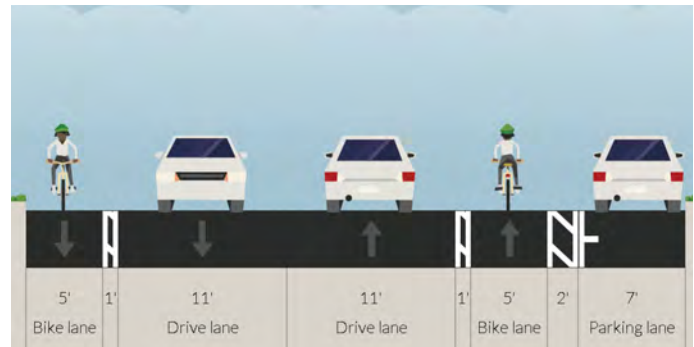 5' 1' 11' 11' 1' 5' 2' 7'
Bike lane Drive lane Drive lane Bike lane Parking lane